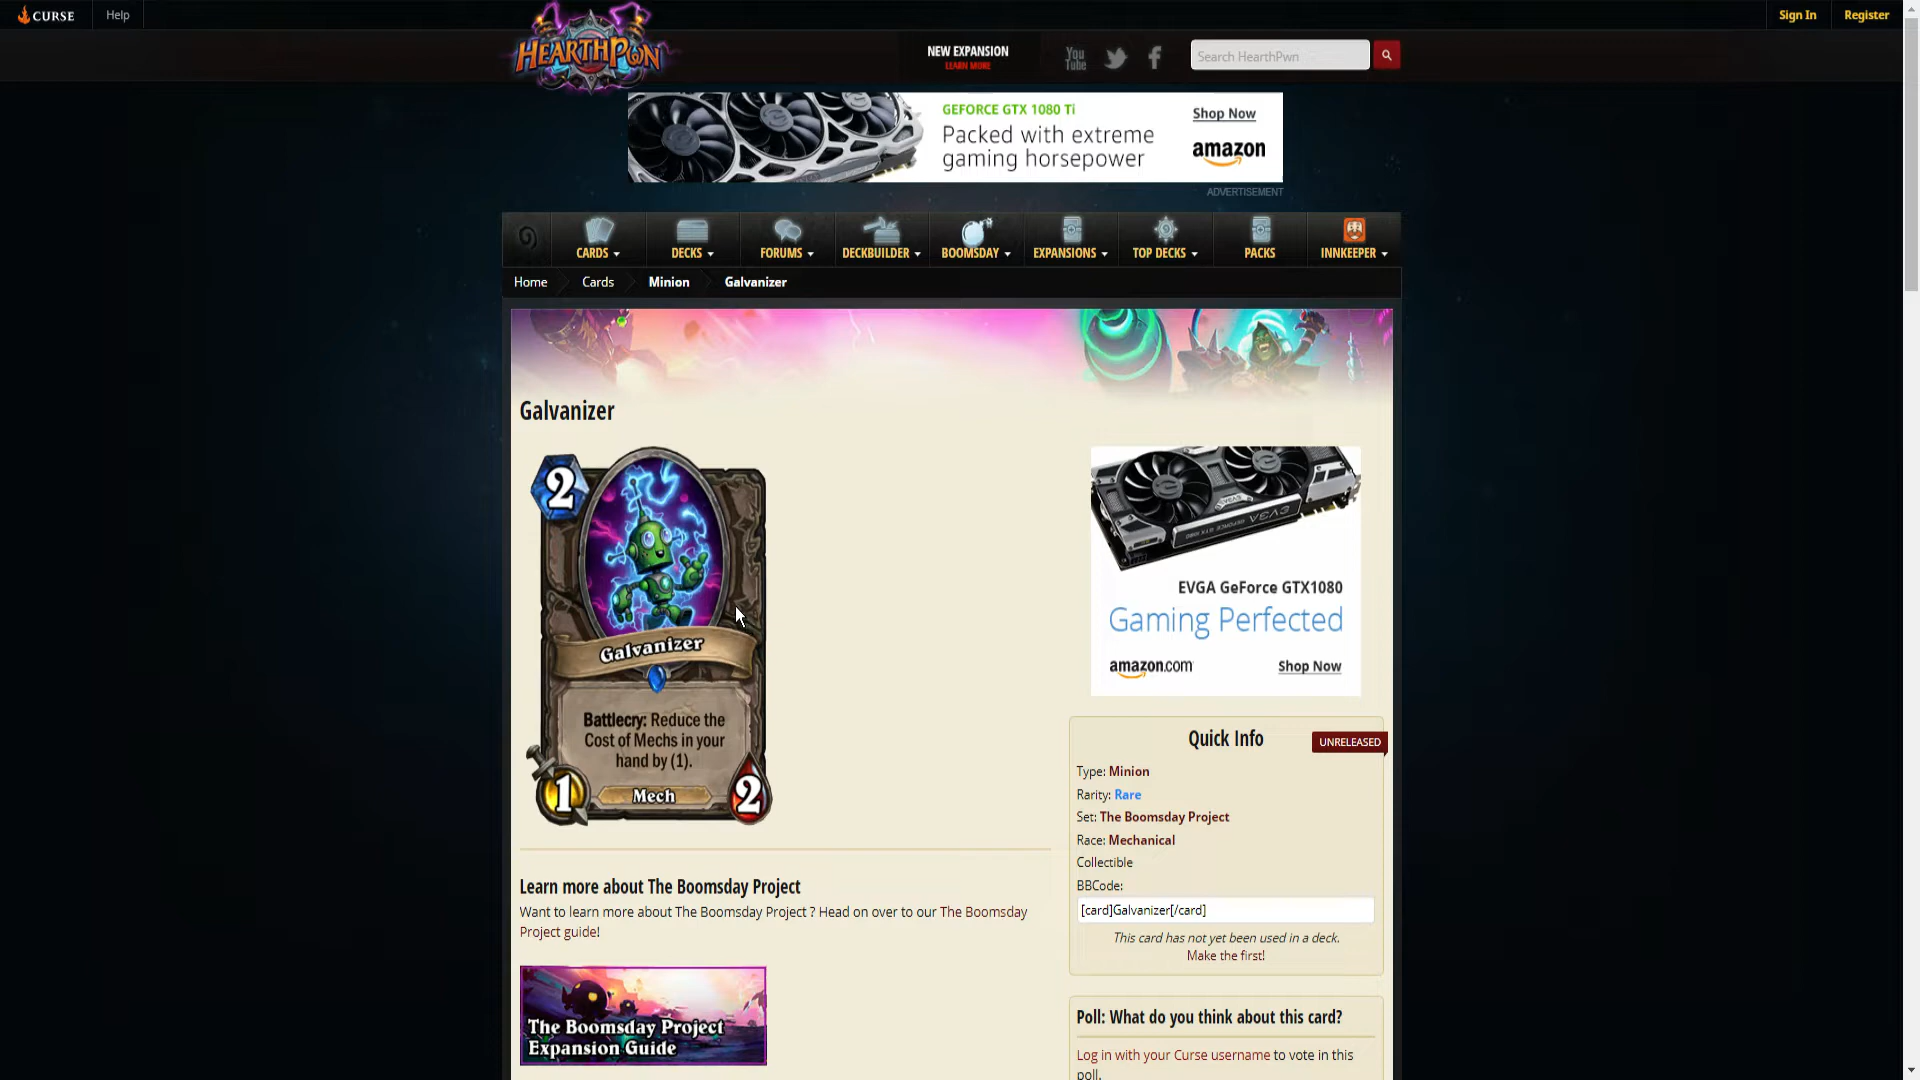 CURSE
Help
Sign In
Register
HEARTHPWN
NEW EXPANSION
LEARN MORE
You
Tube
Search HearthPwn
GEFORCE GTX 1080 Ti
Packed with extreme
gaming horsepower
Shop Now
amazon
ADVERTISEMENT
CARDS
DECKS
FORUMS
DECKBUILDER
BOOMSDAY
EXPANSIONS
TOP DECKS
PACKS
INNKEEPER
Home
Cards
Minion
Galvanizer
Galvanizer
2
Galvanizer
Battlecry: Reduce the
Cost of Mechs in your
hand by (1).
1
Mech
2
EVGA GeForce GTX1080
Gaming Perfected
amazon.com
Shop Now
Quick Info
UNRELEASED
Type: Minion
Rarity: Rare
Set: The Boomsday Project
Race: Mechanical
Collectible
BBCode:
[card]Galvanizer[/card]
This card has not yet been used in a deck.
Make the first!
Learn more about The Boomsday Project
Want to learn more about The Boomsday Project ? Head on over to our The Boomsday
Project guide!
The Boomsday Project
Expansion Guide
Poll: What do you think about this card?
Log in with your Curse username to vote in this
poll.